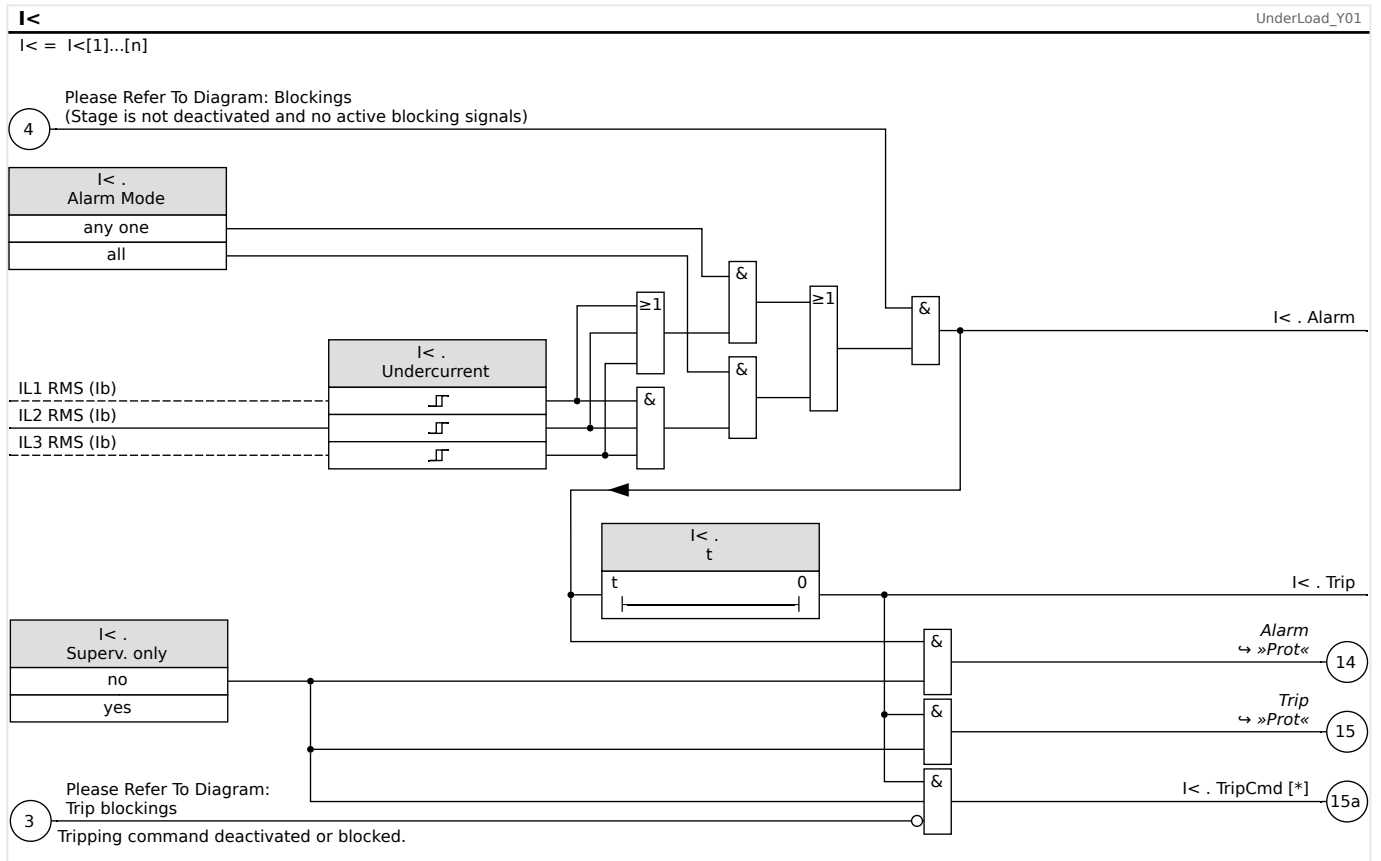 I<
UnderLoad_Y01
I< = I<[1]...[n]
Please Refer To Diagram: Blockings
(Stage is not deactivated and no active blocking signals)
4
I< .
Alarm Mode
any one
all
&
≥1
≥1
&
I< . Alarm
I< .
Undercurrent
&
&
IL1 RMS (Ib)
IL2 RMS (Ib)
IL3 RMS (Ib)
I< .
t
t 0
I< . Trip
I< .
Superv. only
no
yes
&
Alarm
↪ »Prot«
14
&
Trip
↪ »Prot«
15
&
I< . TripCmd [*]
15a
Please Refer To Diagram:
Trip blockings
3
Tripping command deactivated or blocked.